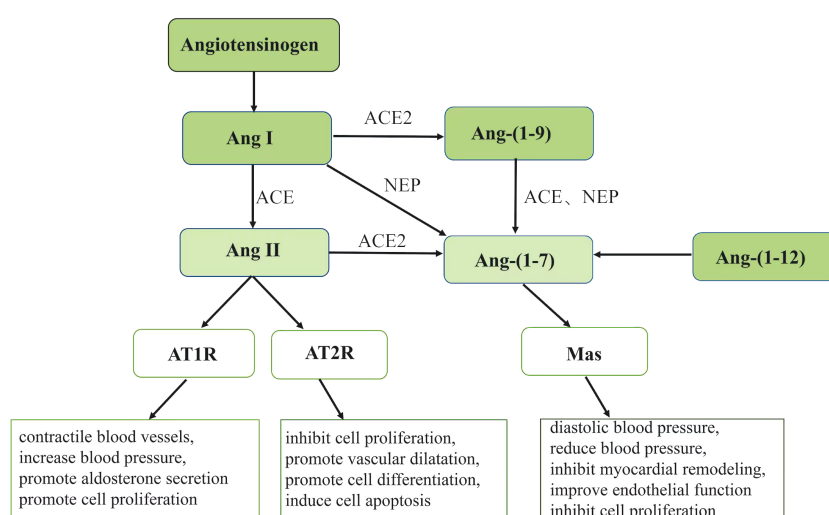 Angiotensinogen
ACE2
Ang I
Ang-(1-9)
NEP
ACE
ACE、NEP
ACE2
Ang II
Ang-(1-7)
Ang-(1-12)
AT1R
AT2R
Mas
contractile blood vessels,
increase blood pressure,
promote aldosterone secretion
promote cell proliferation
inhibit cell proliferation,
promote vascular dilatation,
promote cell differentiation,
induce cell apoptosis
diastolic blood pressure,
reduce blood pressure,
inhibit myocardial remodeling,
improve endothelial function
inhibit cell proliferation